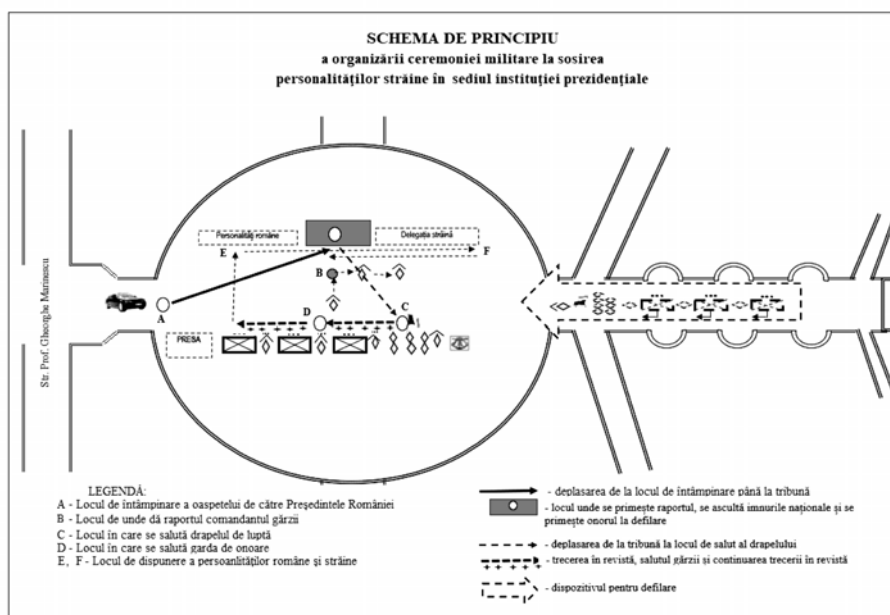 SCHEMA DE PRINCIPIU
a organizării ceremoniei militare la sosirea
personalităților străine în sediul instituției prezidențiale
Str. Prof. Gheorghe Marinescu
Personalități române
Delegația străină
E
F
B
A
D
C
PRESA
LEGENDĂ:
A - Locul de întâmpinare a oaspetelui de către Președintele României
B - Locul de unde dă raportul comandantul gărzii
C - Locul în care se salută drapelul de luptă
D - Locul în care se salută garda de onoare
E, F - Locul de dispunere a persoanlităților române și străine
- deplasarea de la locul de întâmpinare până la tribună
- locul unde se primește raportul, se ascultă imnurile naționale și se
primește onorul la defilare
- deplasarea de la tribună la locul de salut al drapelului
- trecerea în revistă, salutul gărzii și continuarea trecerii în revistă
- dispozitivul pentru defilare